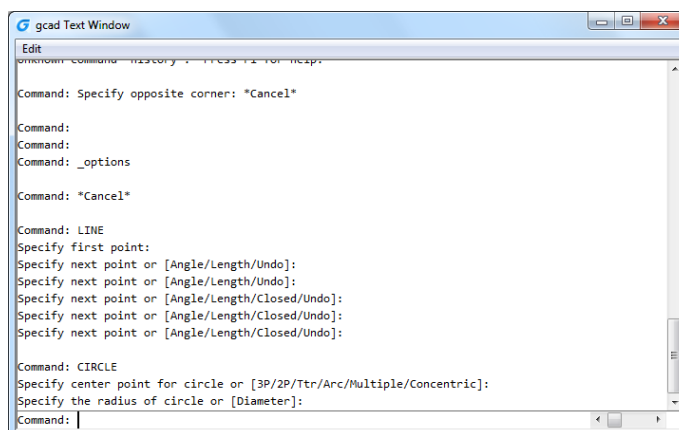 gcad Text Window
Edit
Command: Specify opposite corner: *Cancel*
Command:
Command:
Command: _options
Command: *Cancel*
Command: LINE
Specify first point:
Specify next point or [Angle/Length/Undo]:
Specify next point or [Angle/Length/Undo]:
Specify next point or [Angle/Length/Closed/Undo]:
Specify next point or [Angle/Length/Closed/Undo]:
Specify next point or [Angle/Length/Closed/Undo]:
Command: CIRCLE
Specify center point for circle or [3P/2P/Ttr/Arc/Multiple/Concentric]:
Specify the radius of circle or [Diameter]:
Command: